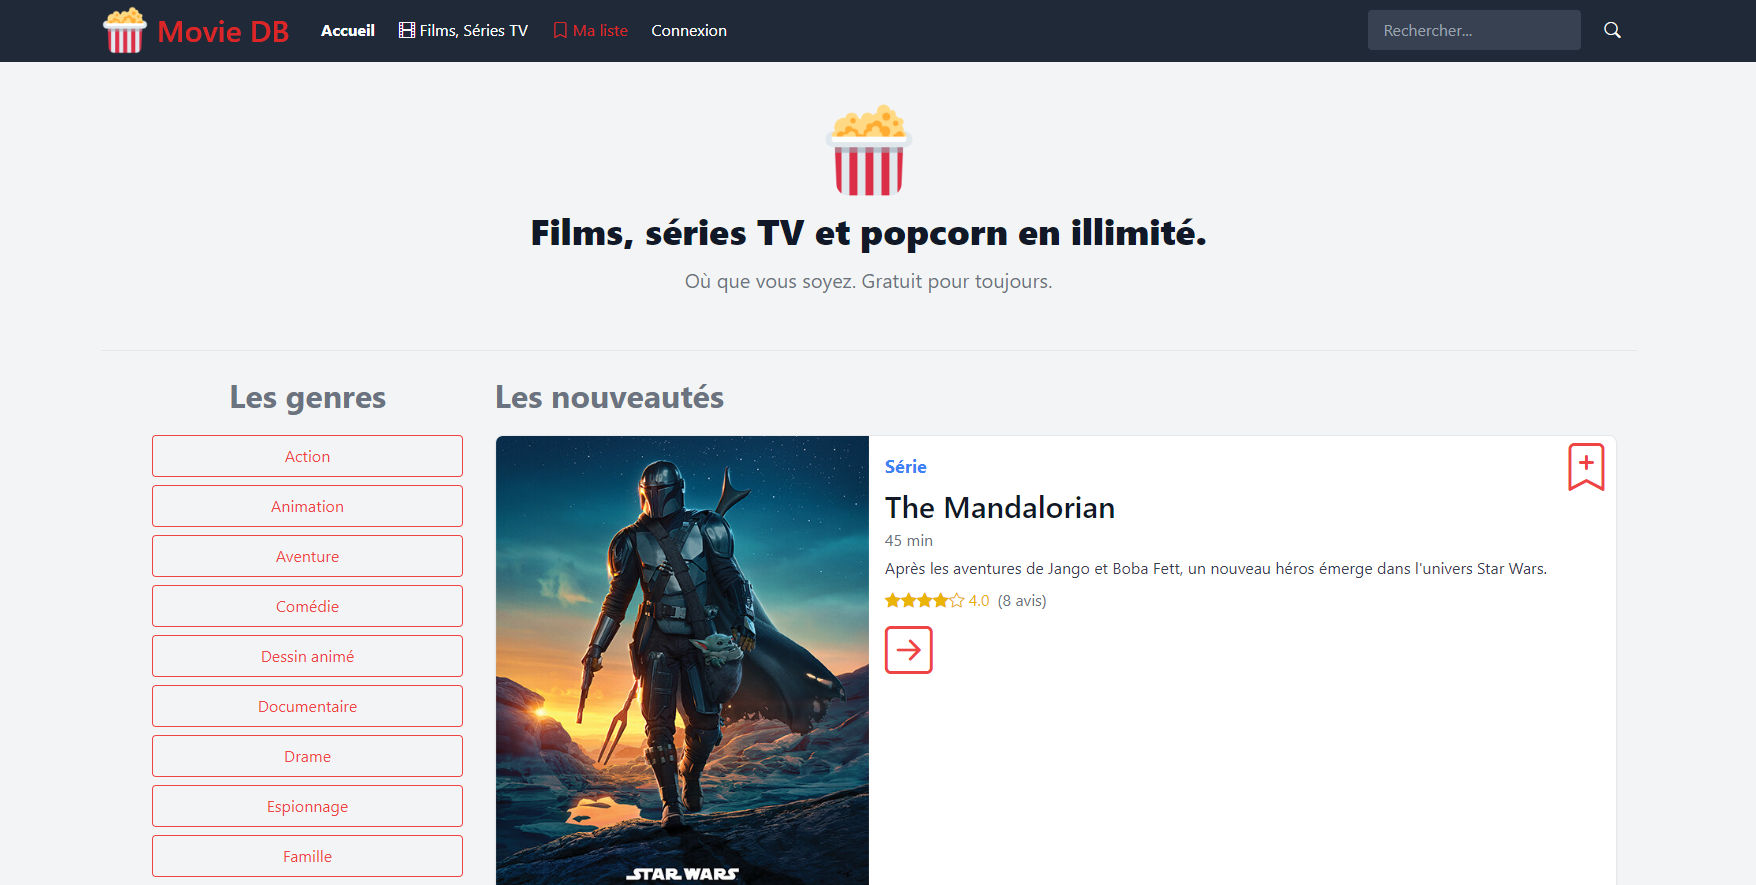 Movie DB
Accueil
Films, Séries TV
Ma liste
Connexion
Rechercher...
Films, séries TV et popcorn en illimité.
Où que vous soyez. Gratuit pour toujours.
Les genres
Action
Animation
Aventure
Comédie
Dessin animé
Documentaire
Drame
Espionnage
Famille
Les nouveautés
Série
The Mandalorian
45 min
Après les aventures de Jango et Boba Fett, un nouveau héros émerge dans l'univers Star Wars.
4.0 (8 avis)
STAR WARS